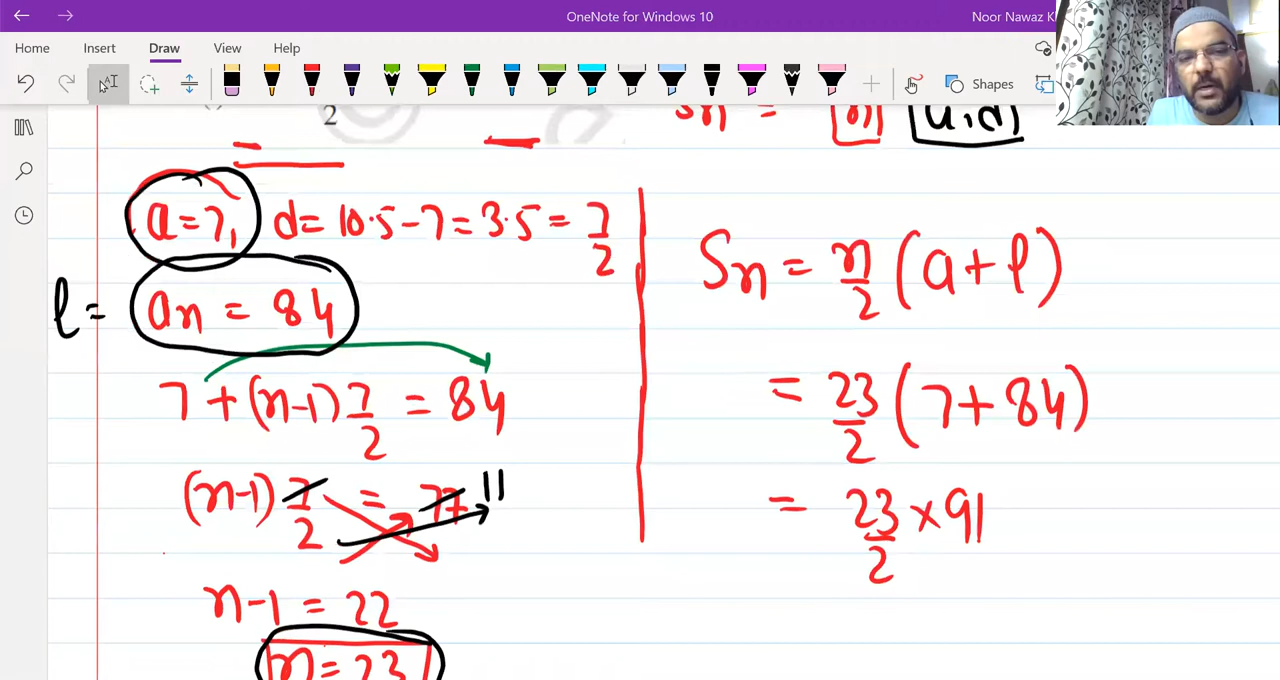 OneNote for Windows 10
Noor Nawaz K
Home Insert Draw View Help
Shapes
2
Sn = (n) (a,d)
a=7, d= 10.5-7=3.5= 7/2
l= an = 84
7+(n-1) 7/2 = 84
(n-1) 7/2 = 77 11
n-1 = 22
n=23
Sn = n/2 (a+l)
= 23/2 (7+84)
= 23/2 × 91